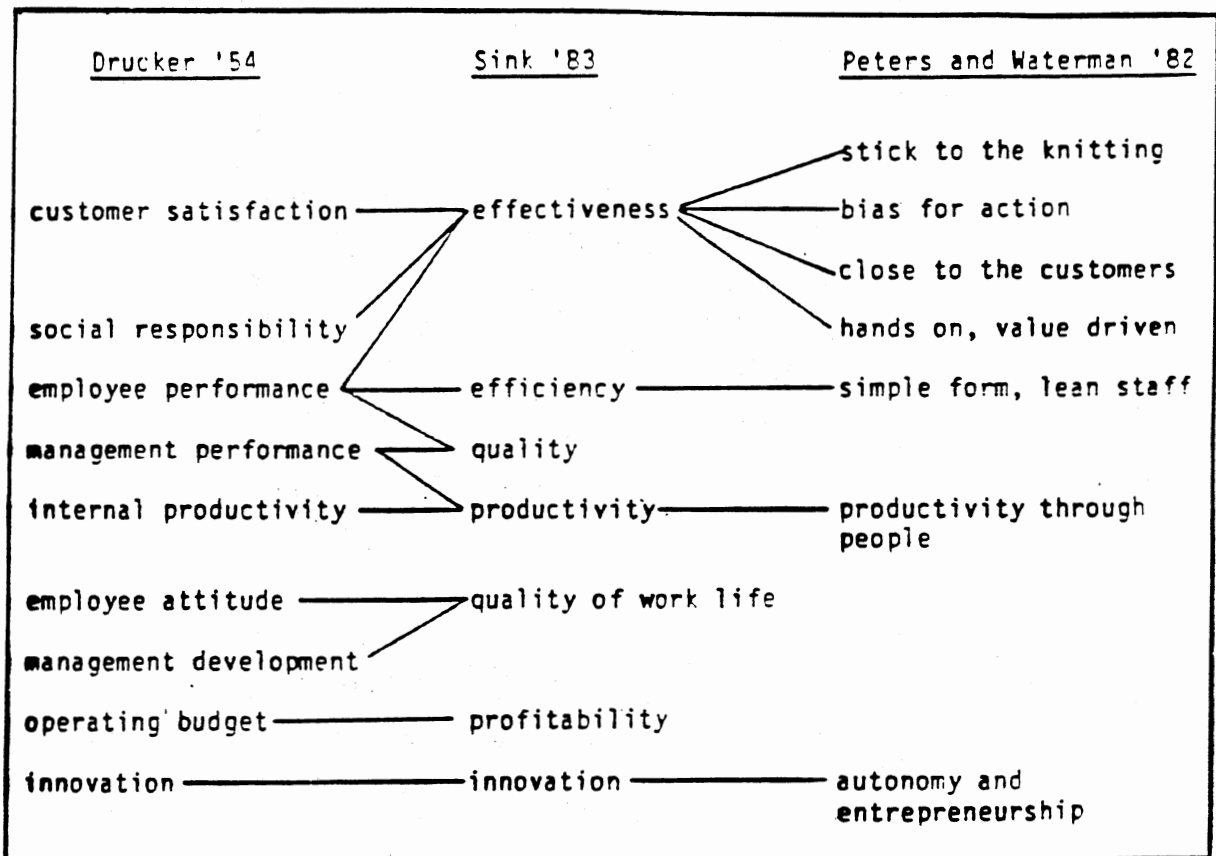 Drucker '54 Sink '83 Peters and Waterman '82
stick to the knitting
customer satisfaction effectiveness bias for action
close to the customers
social responsibility hands on, value driven
employee performance efficiency simple form, lean staff
management performance quality
internal productivity productivity productivity through
people
employee attitude quality of work life
management development
operating budget profitability
innovation innovation autonomy and
entrepreneurship